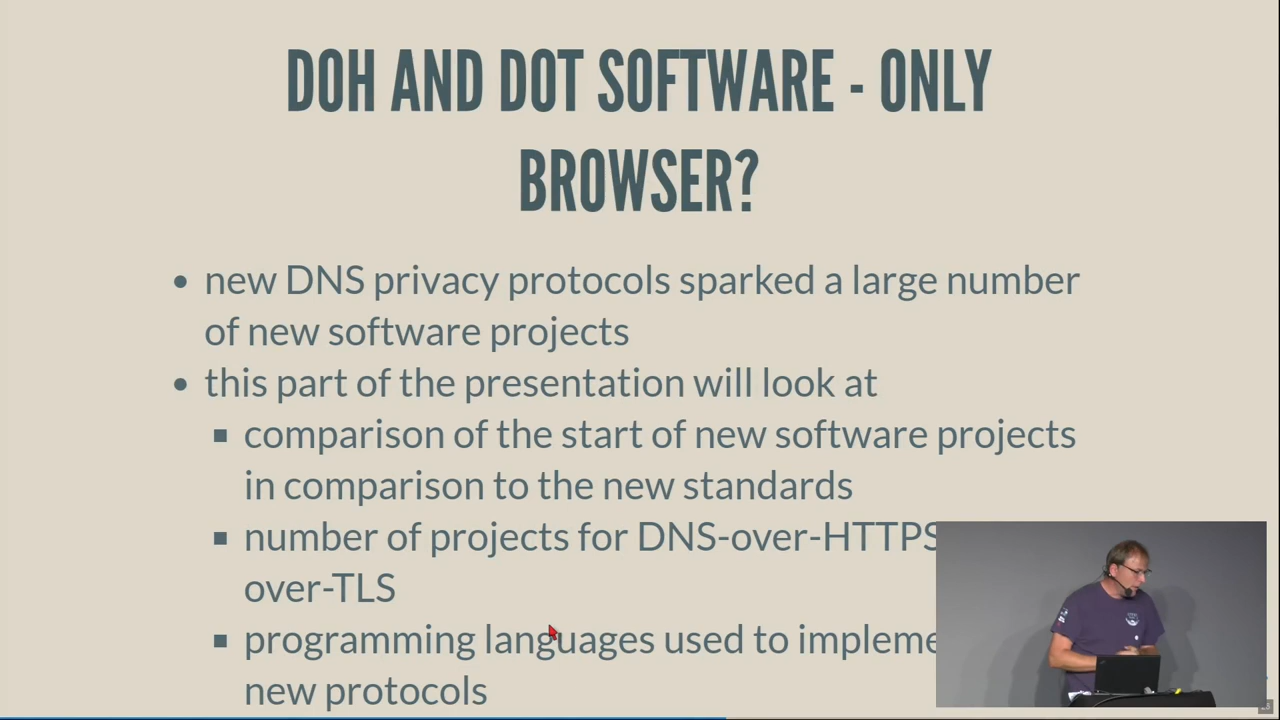 DOH AND DOT SOFTWARE - ONLY
BROWSER?
new DNS privacy protocols sparked a large number
of new software projects
this part of the presentation will look at
comparison of the start of new software projects
in comparison to the new standards
number of projects for DNS-over-HTTPS
over-TLS
programming languages used to impleme
new protocols